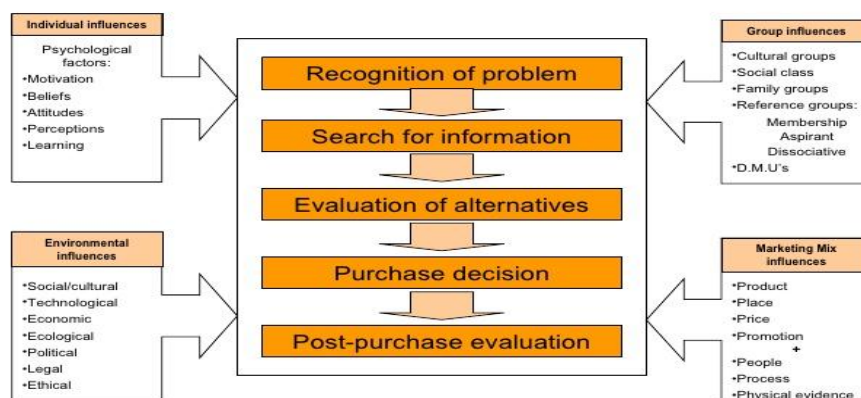 Individual influences
Psychological
factors:
•Motivation
•Beliefs
•Attitudes
•Perceptions
•Learning
Environmental
influences
•Social/cultural
•Technological
•Economic
•Ecological
•Political
•Legal
•Ethical
Recognition of problem
Search for information
Evaluation of alternatives
Purchase decision
Post-purchase evaluation
Group influences
•Cultural groups
•Social class
•Family groups
•Reference groups:
Membership
Aspirant
Dissociative
•D.M.U's
Marketing Mix
influences
•Product
•Place
•Price
•Promotion
+
•People
•Process
•Physical evidence